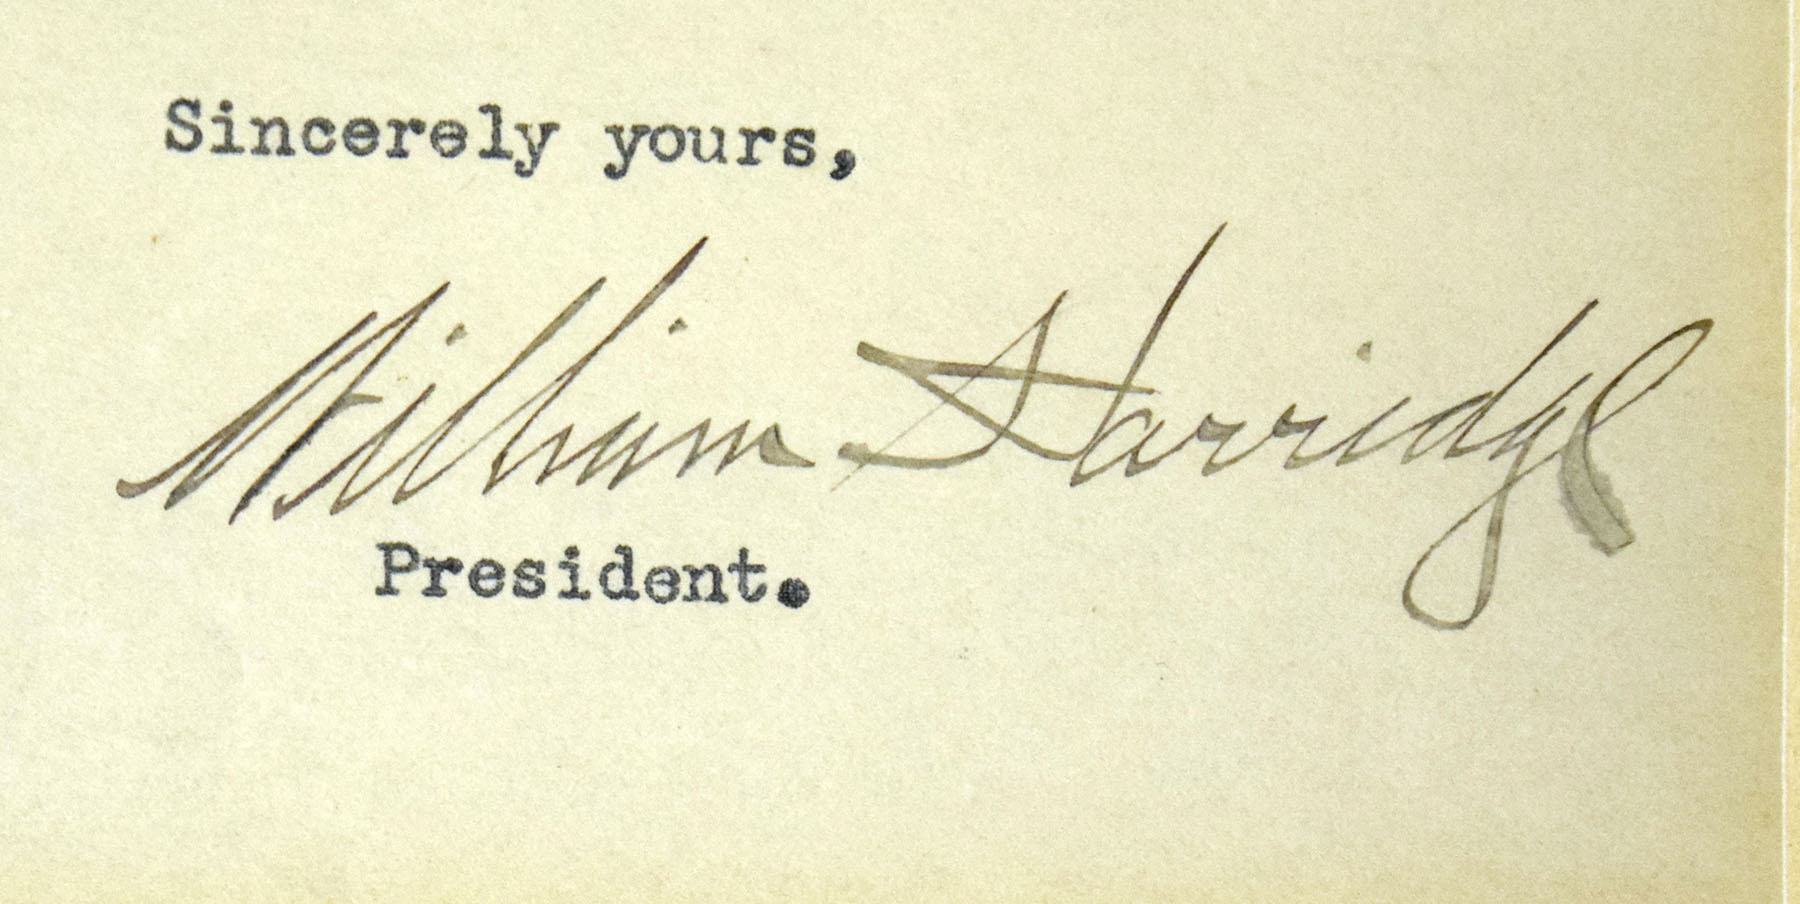 Sincerely yours,
William Harridge
President.